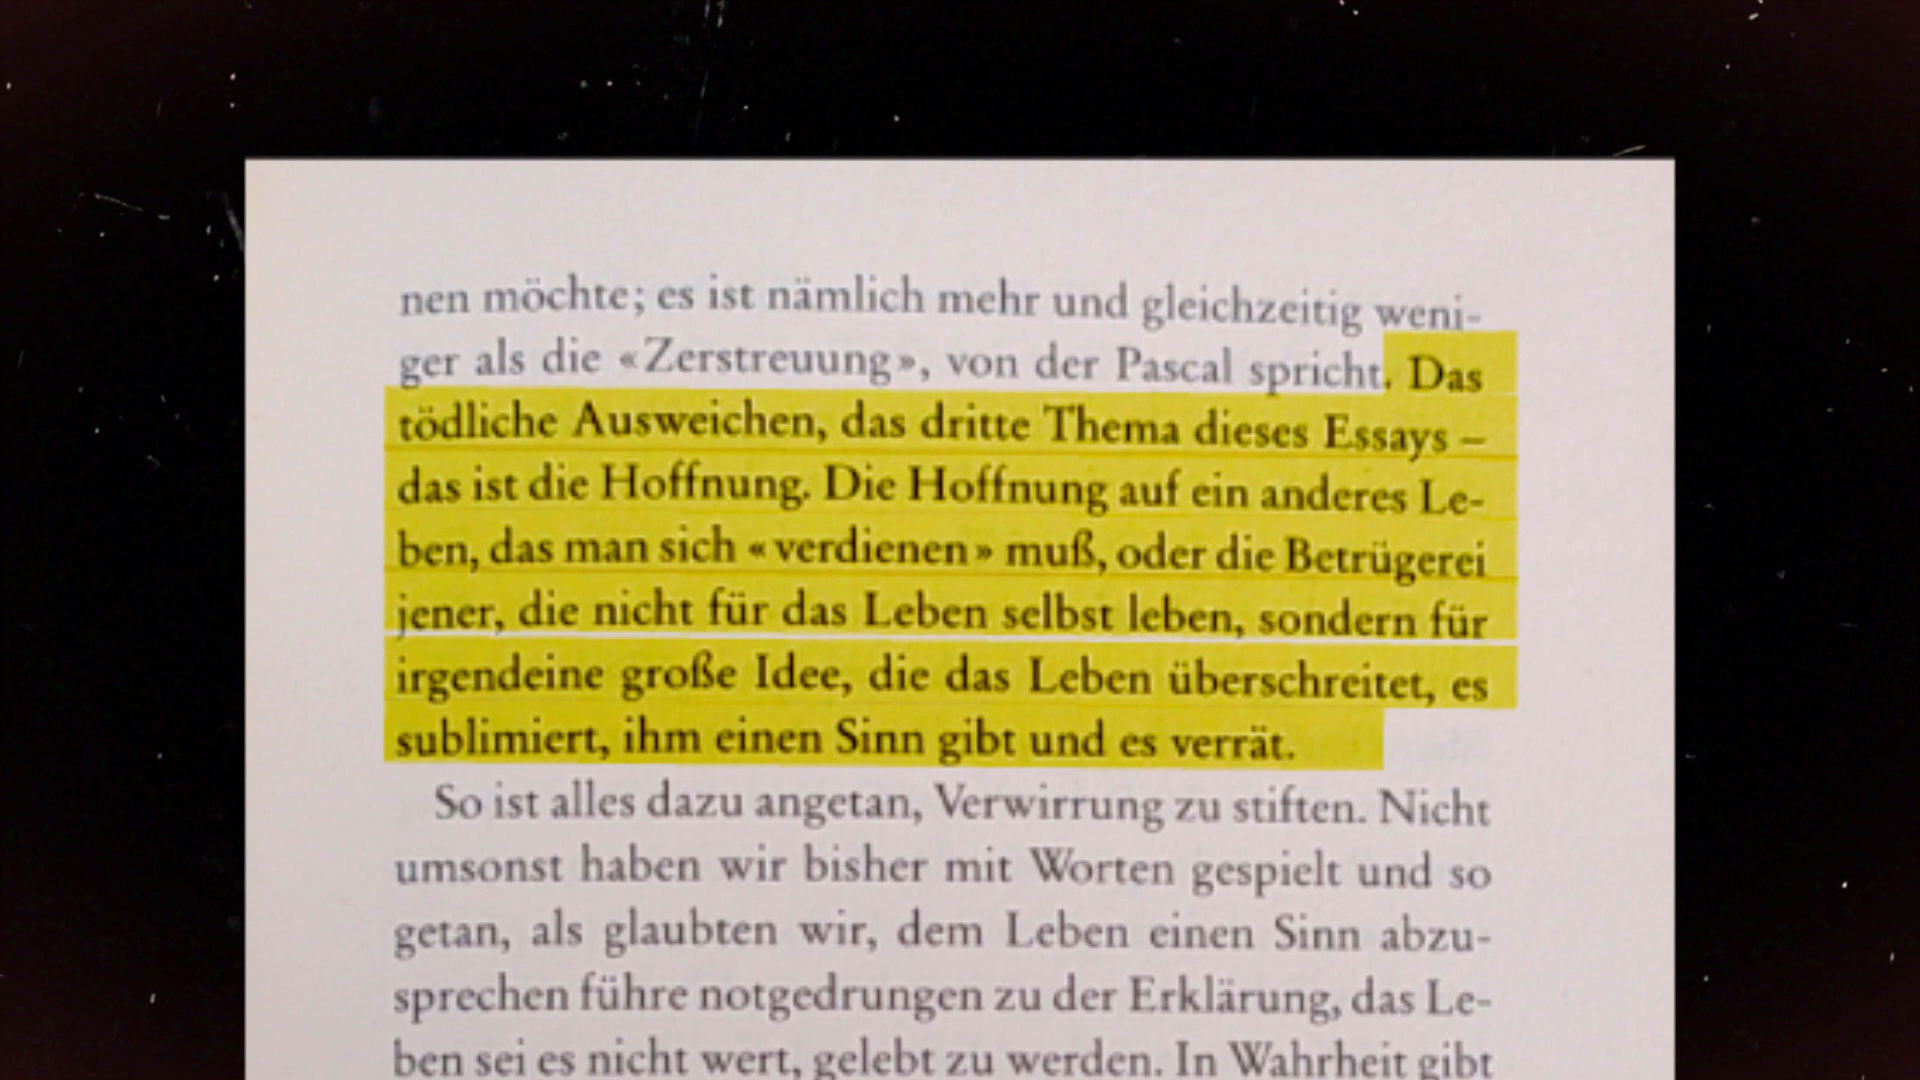 nen möchte; es ist nämlich mehr und gleichzeitig weni-
ger als die «Zerstreuung», von der Pascal spricht. Das
tödliche Ausweichen, das dritte Thema dieses Essays –
das ist die Hoffnung. Die Hoffnung auf ein anderes Le-
ben, das man sich «verdienen» muß, oder die Betrügerei
jener, die nicht für das Leben selbst leben, sondern für
irgendeine große Idee, die das Leben überschreitet, es
sublimiert, ihm einen Sinn gibt und es verrät.
So ist alles dazu angetan, Verwirrung zu stiften. Nicht
umsonst haben wir bisher mit Worten gespielt und so
getan, als glaubten wir, dem Leben einen Sinn abzu-
sprechen führe notgedrungen zu der Erklärung, das Le-
ben sei es nicht wert, gelebt zu werden. In Wahrheit gibt